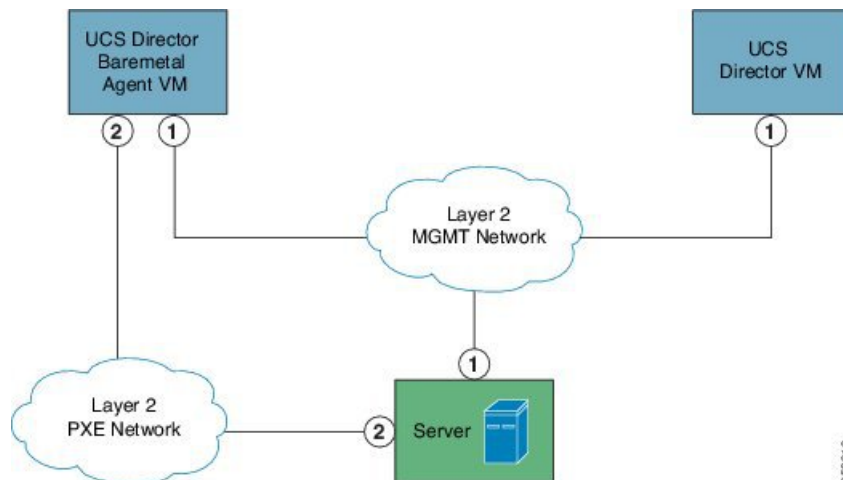 UCS Director
Baremetal
Agent VM
UCS
Director VM
2
1
1
Layer 2
MGMT Network
1
Layer 2
PXE Network
2
Server